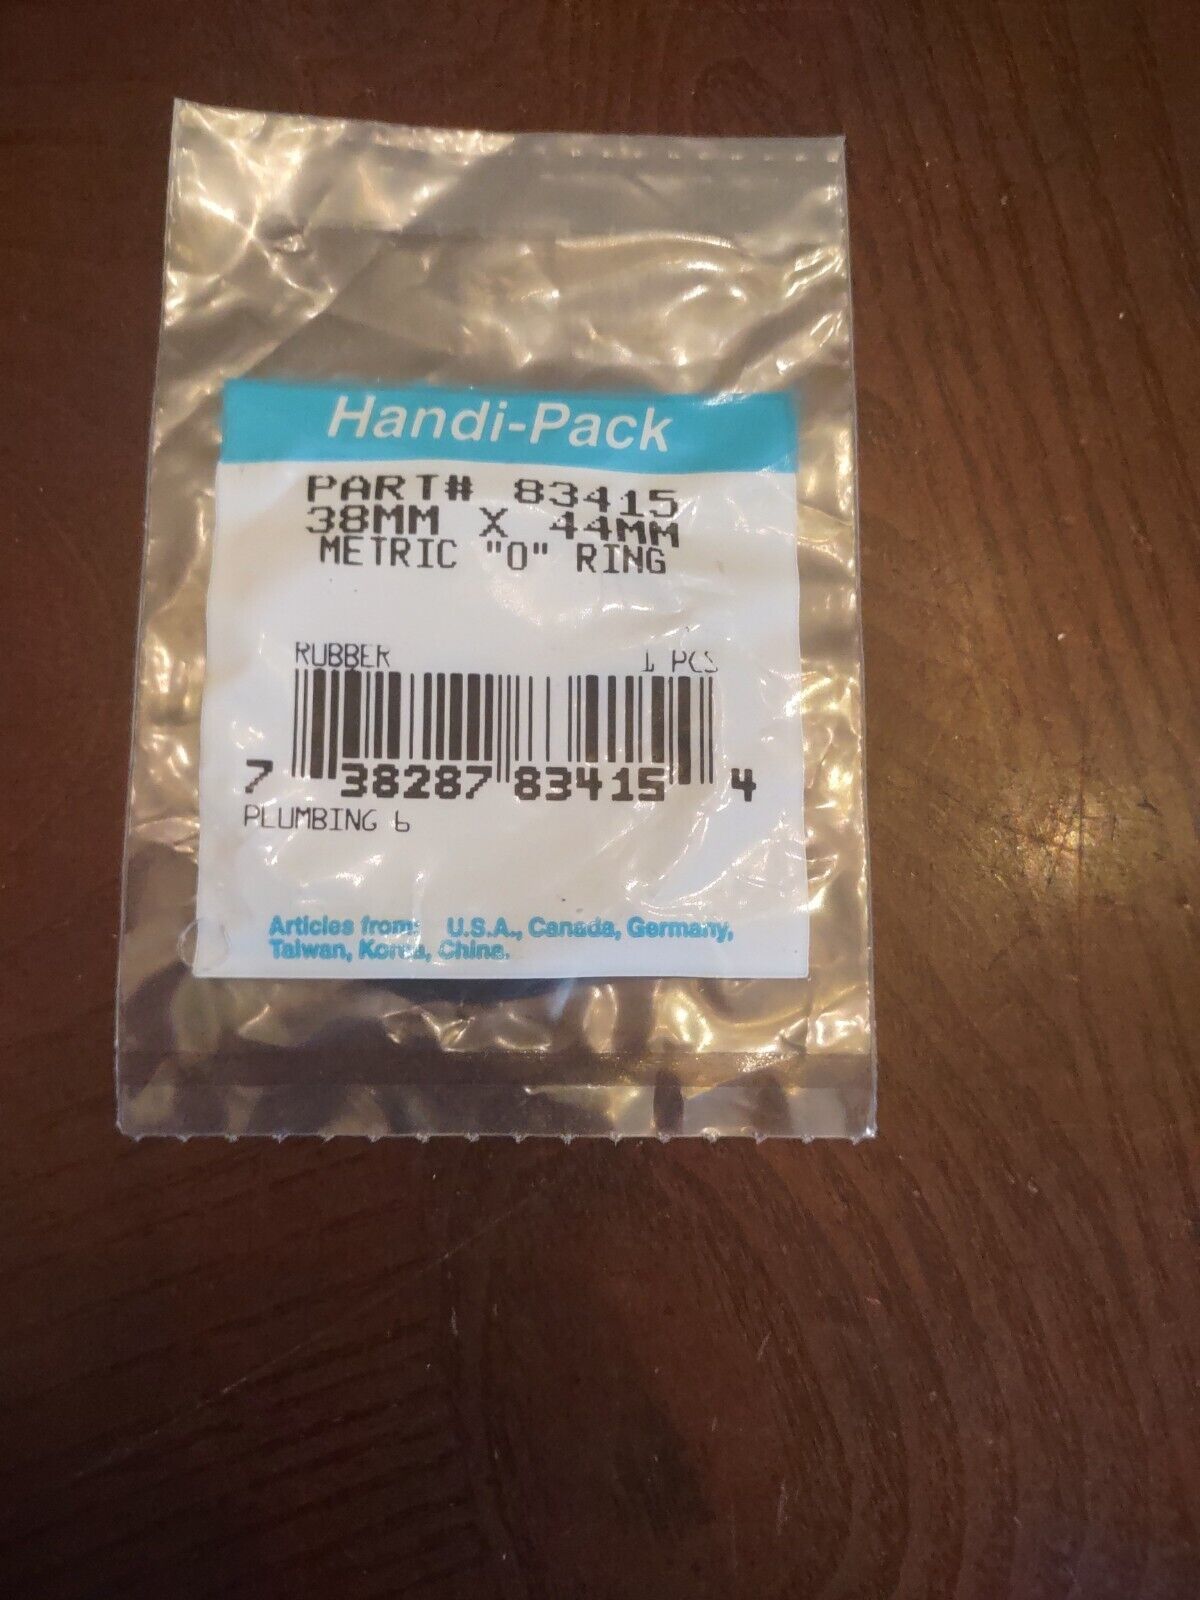 Handi-Pack
PART# 83415
38MM X 44MM
METRIC "O" RING
RUBBER 1 PCS
7 38287 83415 4
PLUMBING 6
Articles from: U.S.A., Canada, Germany,
Taiwan, Korea, China.